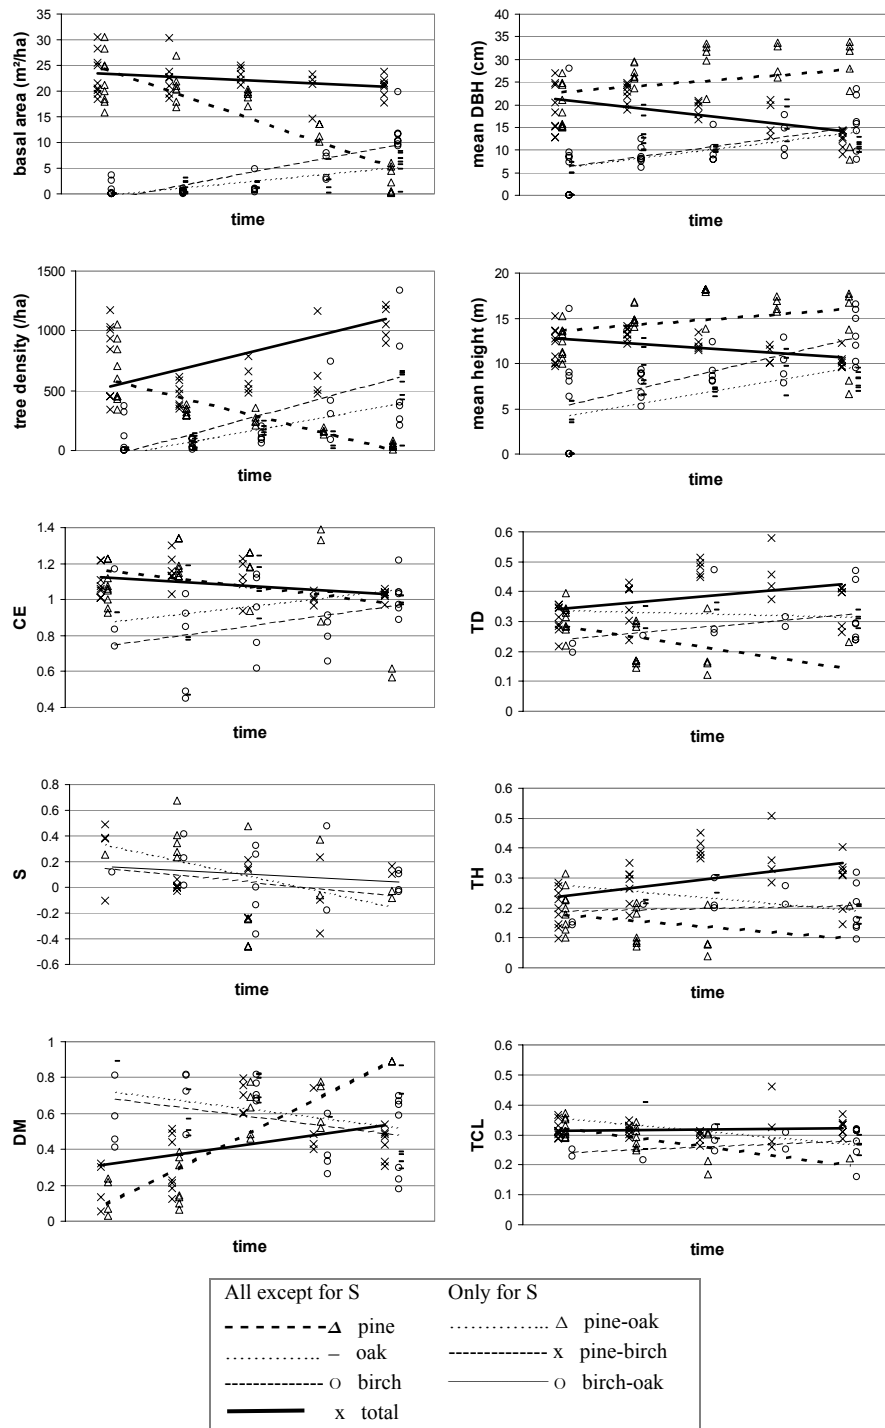 basal area (m²/ha)
35
30
25
20
15
10
5
0
time
mean DBH (cm)
40
35
30
25
20
15
10
5
0
time
tree density (/ha)
1500
1000
500
0
time
mean height (m)
20
15
10
5
0
time
CE
1.4
1.2
1
0.8
0.6
0.4
time
TD
0.6
0.5
0.4
0.3
0.2
0.1
0
time
S
0.8
0.6
0.4
0.2
0
-0.2
-0.4
-0.6
time
TH
0.6
0.5
0.4
0.3
0.2
0.1
0
time
DM
1
0.8
0.6
0.4
0.2
0
time
TCL
0.6
0.5
0.4
0.3
0.2
0.1
0
time
All except for S
Δ pine
– oak
O birch
x total
Only for S
Δ pine-oak
x pine-birch
O birch-oak